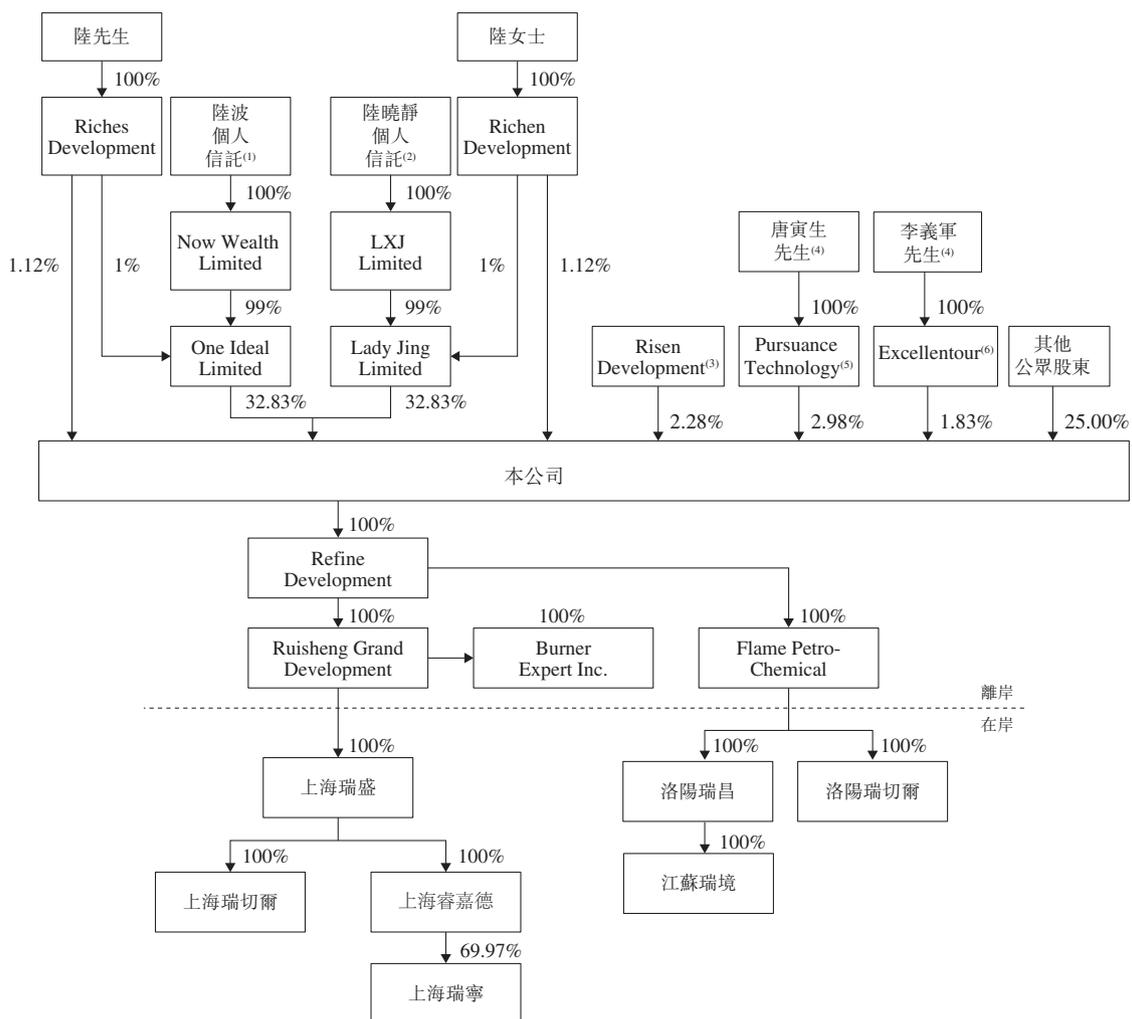 陸先生
陸女士
100%
100%
Riches
Development
陸波
個人
信託(1)
陸曉靜
個人
信託(2)
Richen
Development
100%
100%
Now Wealth
Limited
LXJ
Limited
唐寅生
先生(4)
李義軍
先生(4)
1.12%
1%
1%
1.12%
99%
99%
100%
100%
One Ideal
Limited
Lady Jing
Limited
Risen
Development(3)
Pursuance
Technology(5)
Excellentour(6)
其他
公眾股東
32.83%
32.83%
2.28%
2.98%
1.83%
25.00%
本公司
100%
Refine
Development
100%
100%
100%
Ruisheng Grand
Development
Burner
Expert Inc.
Flame Petro-
Chemical
離岸
在岸
100%
100%
100%
上海瑞盛
洛陽瑞昌
洛陽瑞切爾
100%
100%
100%
上海瑞切爾
上海睿嘉德
江蘇瑞境
69.97%
上海瑞寧